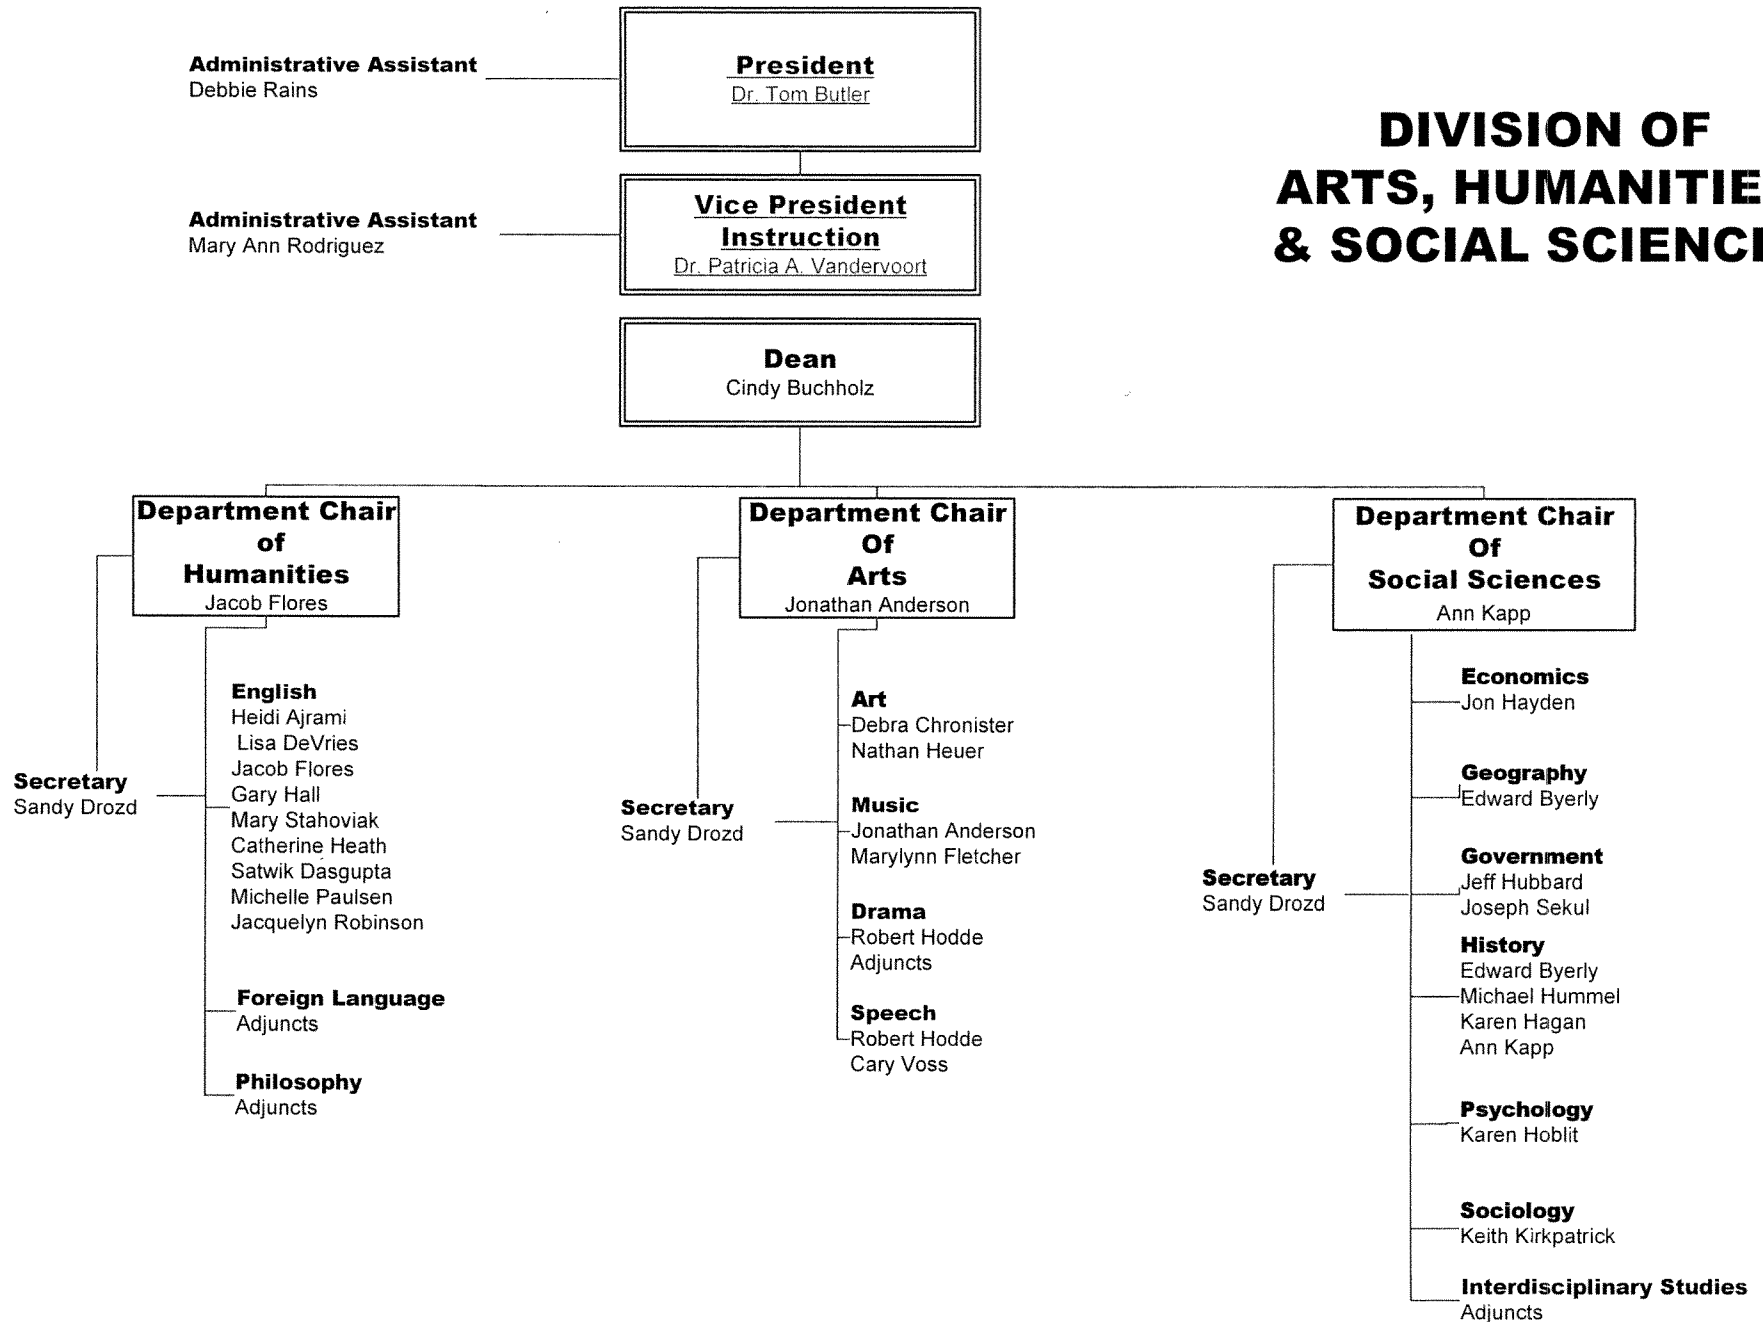 Administrative Assistant
Debbie Rains
President
Dr. Tom Butler
DIVISION OF
ARTS, HUMANITIE
& SOCIAL SCIENC
Administrative Assistant
Mary Ann Rodriguez
Vice President
Instruction
Dr. Patricia A. Vandervoort
Dean
Cindy Buchholz
Department Chair
of
Humanities
Jacob Flores
Secretary
Sandy Drozd
English
Heidi Ajrami
Lisa DeVries
Jacob Flores
Gary Hall
Mary Stahoviak
Catherine Heath
Satwik Dasgupta
Michelle Paulsen
Jacquelyn Robinson
Foreign Language
Adjuncts
Philosophy
Adjuncts
Department Chair
Of
Arts
Jonathan Anderson
Secretary
Sandy Drozd
Art
Debra Chronister
Nathan Heuer
Music
Jonathan Anderson
Marylynn Fletcher
Drama
Robert Hodde
Adjuncts
Speech
Robert Hodde
Cary Voss
Department Chair
Of
Social Sciences
Ann Kapp
Secretary
Sandy Drozd
Economics
Jon Hayden
Geography
Edward Byerly
Government
Jeff Hubbard
Joseph Sekul
History
Edward Byerly
Michael Hummel
Karen Hagan
Ann Kapp
Psychology
Karen Hoblit
Sociology
Keith Kirkpatrick
Interdisciplinary Studies
Adjuncts